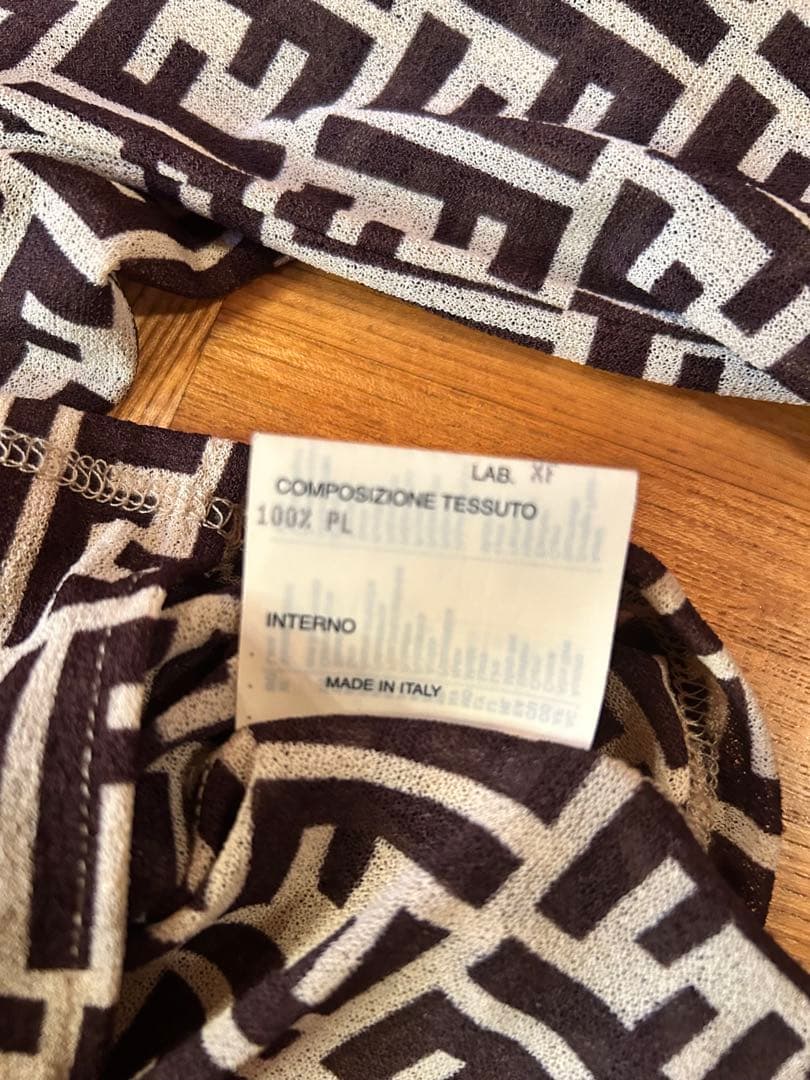 LAB. XF
COMPOSIZIONE TESSUTO
100% PL
INTERNO
MADE IN ITALY